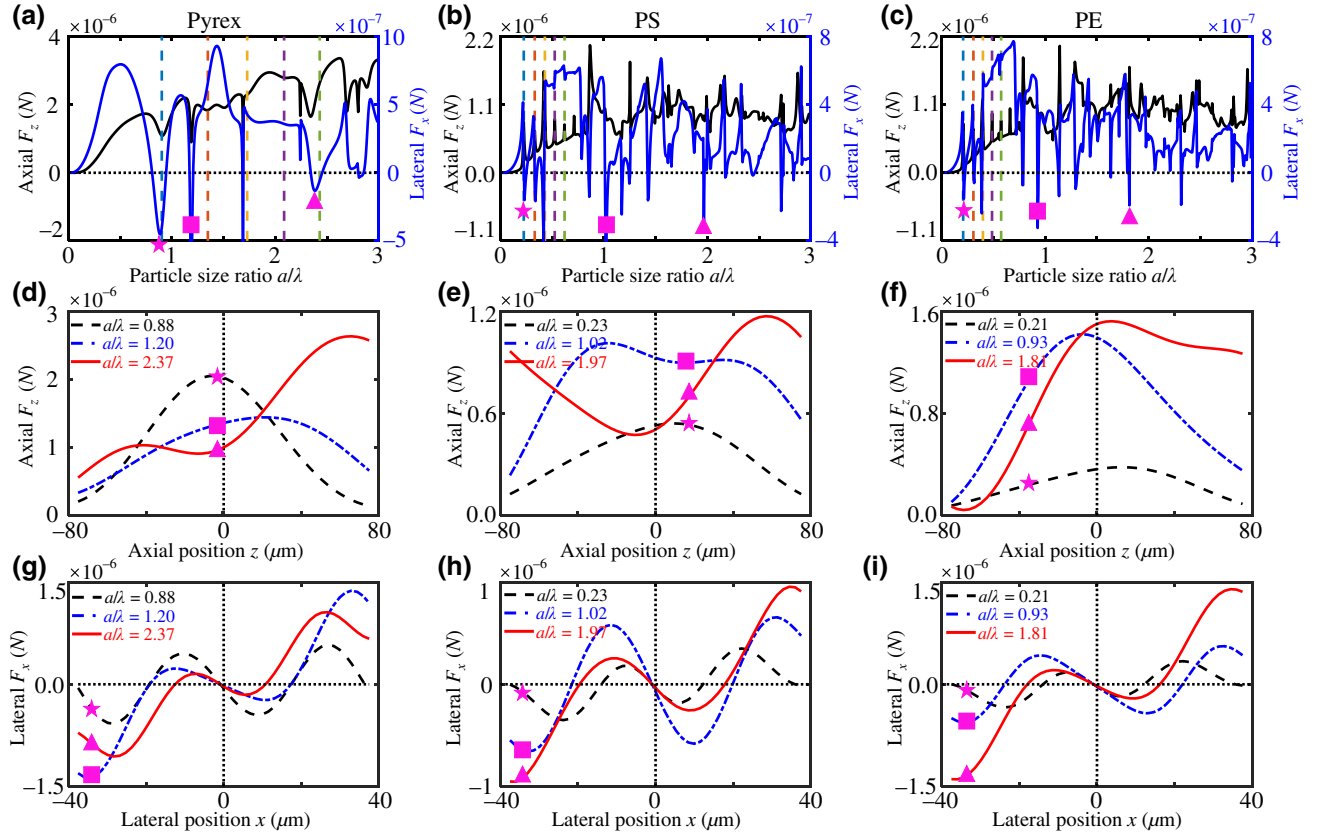 (a) Pyrex ×10⁻⁶ ×10⁻⁷
4 2 0 −2
Axial F_z (N)
10 5 0 −5
Lateral F_x (N)
0 1 2 3
Particle size ratio a/λ
(b) PS ×10⁻⁶ ×10⁻⁷
2.2 1.1 0.0 −1.1
Axial F_z (N)
8 4 0 −4
Lateral F_x (N)
0 1 2 3
Particle size ratio a/λ
(c) PE ×10⁻⁶ ×10⁻⁷
2.2 1.1 0.0 −1.1
Axial F_z (N)
8 4 0 −4
Lateral F_x (N)
0 1 2 3
Particle size ratio a/λ
(d) ×10⁻⁶
3 2 1 0
Axial F_z (N)
a/λ = 0.88
a/λ = 1.20
a/λ = 2.37
−80 0 75
Axial position z (μm)
(e) ×10⁻⁶
1.2 0.6 0.0
Axial F_z (N)
a/λ = 0.23
a/λ = 1.02
a/λ = 1.97
−80 0 80
Axial position z (μm)
(f) ×10⁻⁶
1.6 0.8 0.0
Axial F_z (N)
a/λ = 0.21
a/λ = 0.93
a/λ = 1.81
−80 0 80
Axial position z (μm)
(g) ×10⁻⁶
1.5 0.0 −1.5
Lateral F_x (N)
a/λ = 0.88
a/λ = 1.20
a/λ = 2.37
−40 0 40
Lateral position x (μm)
(h) ×10⁻⁶
1 0 −1
Lateral F_x (N)
a/λ = 0.23
a/λ = 1.02
a/λ = 1.97
−40 0 40
Lateral position x (μm)
(i) ×10⁻⁶
1.5 0.0 −1.5
Lateral F_x (N)
a/λ = 0.21
a/λ = 0.93
a/λ = 1.81
−40 0 40
Lateral position x (μm)